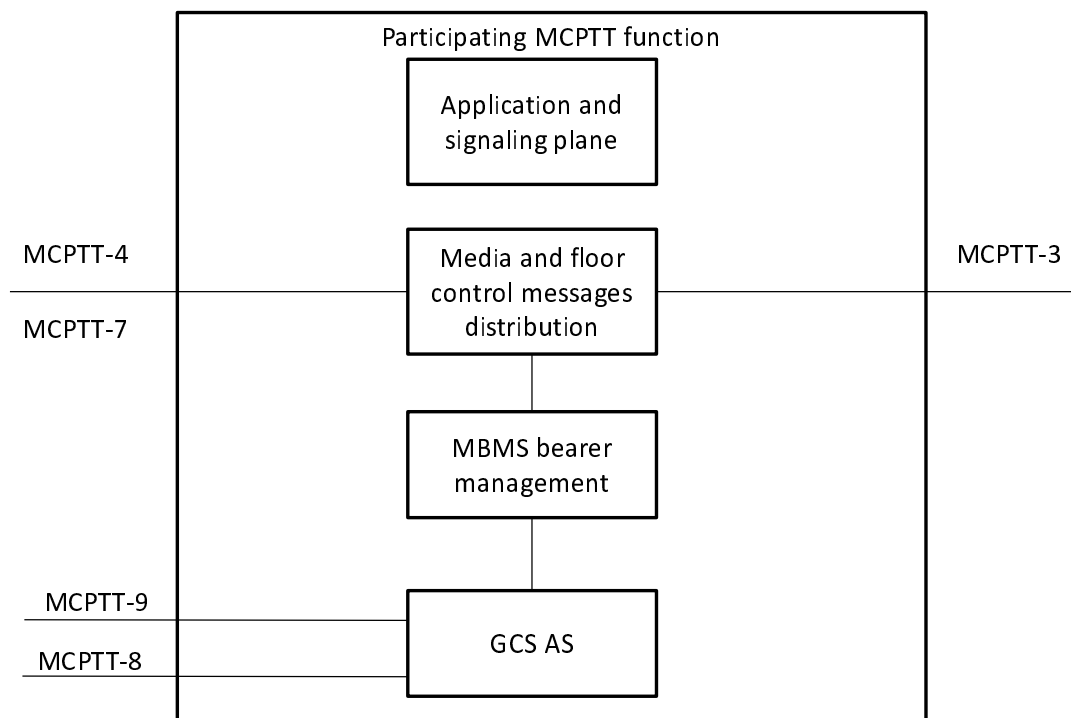 Participating MCPTT function
Application and
signaling plane
MCPTT-4
Media and floor
control messages
distribution
MCPTT-3
MCPTT-7
MBMS bearer
management
MCPTT-9
GCS AS
MCPTT-8